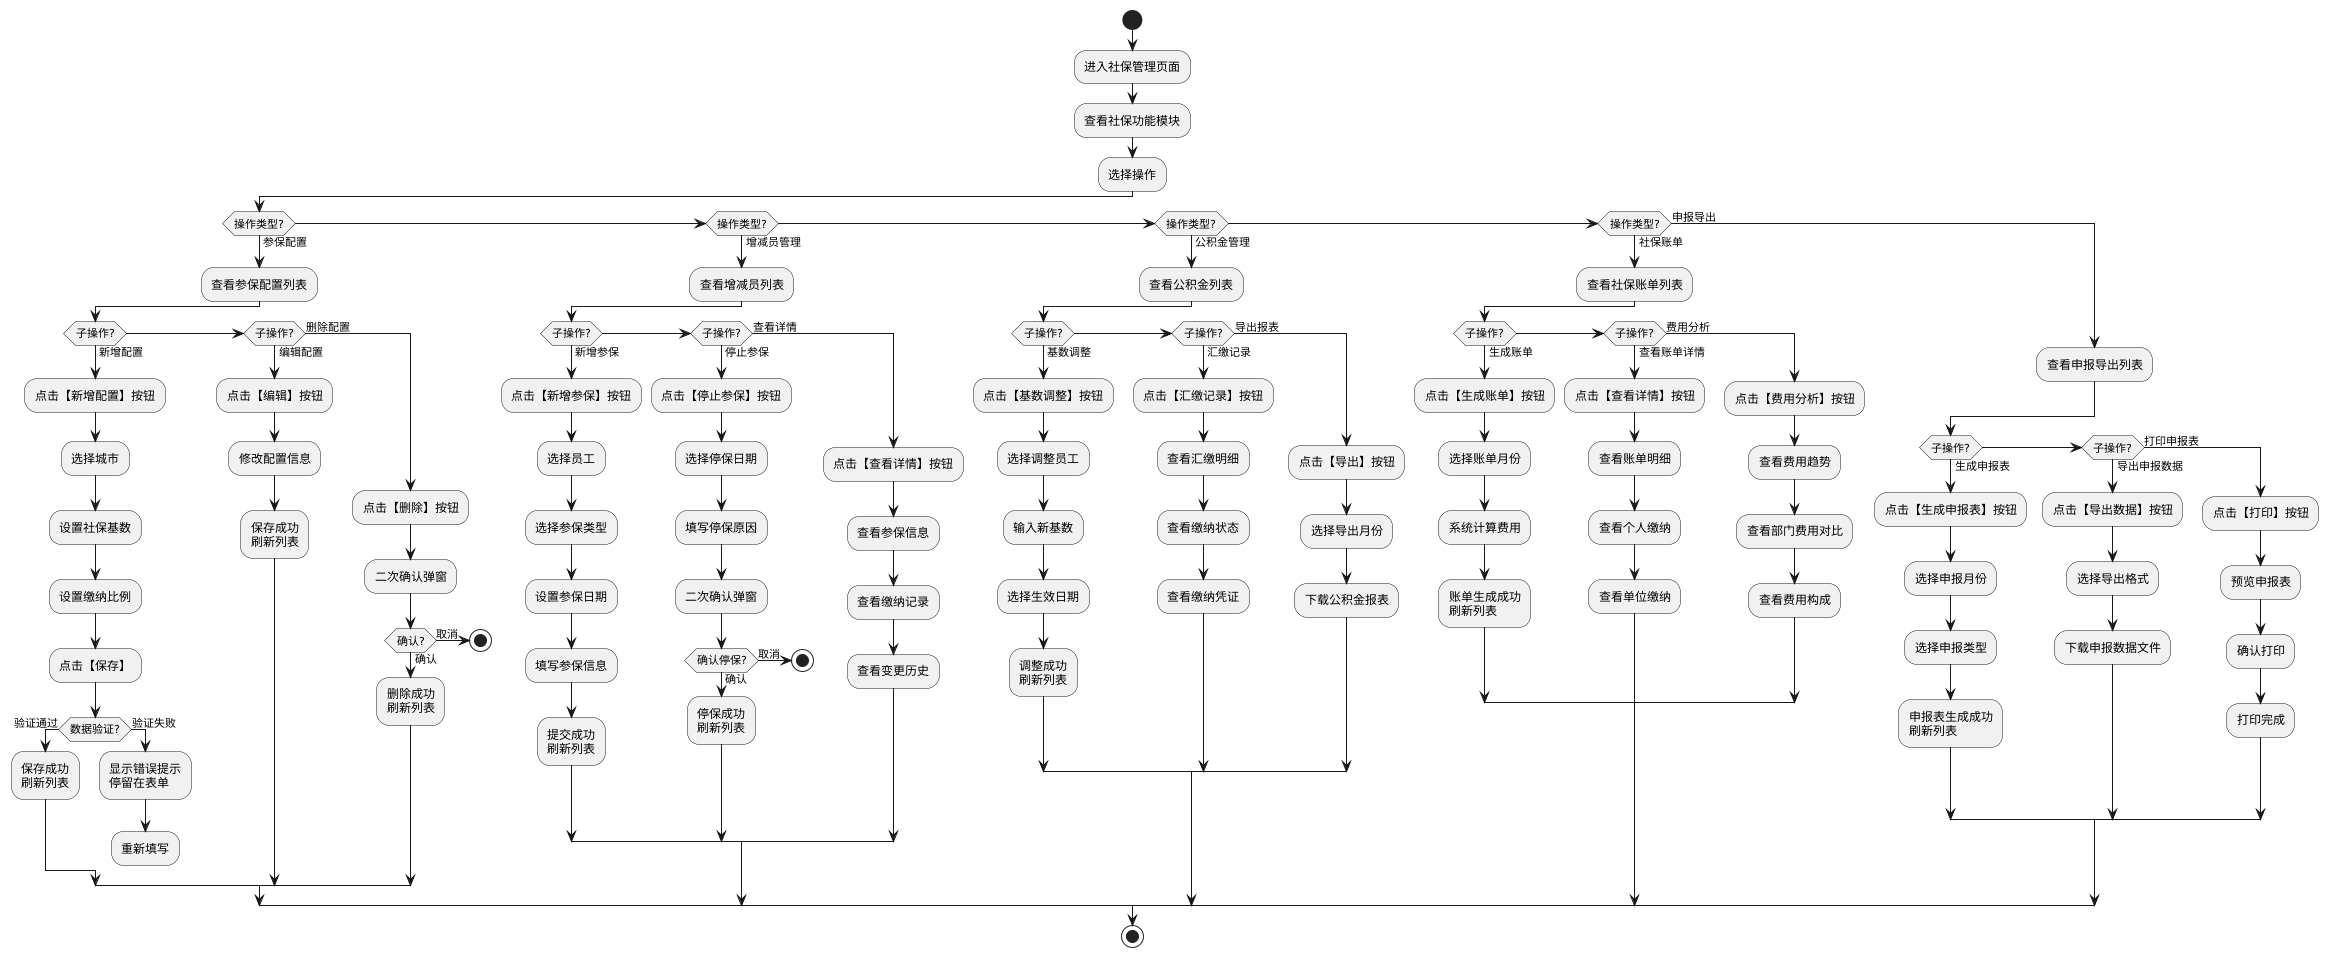 进入社保管理页面
查看社保功能模块
选择操作
操作类型?
参保配置
查看参保配置列表
子操作?
新增配置
点击【新增配置】按钮
选择城市
设置社保基数
设置缴纳比例
点击【保存】
数据验证?
验证通过
保存成功
刷新列表
验证失败
显示错误提示
停留在表单
重新填写
子操作?
编辑配置
点击【编辑】按钮
修改配置信息
保存成功
刷新列表
删除配置
点击【删除】按钮
二次确认弹窗
确认?
取消
确认
删除成功
刷新列表
操作类型?
增减员管理
查看增减员列表
子操作?
新增参保
点击【新增参保】按钮
选择员工
选择参保类型
设置参保日期
填写参保信息
提交成功
刷新列表
子操作?
停止参保
点击【停止参保】按钮
选择停保日期
填写停保原因
二次确认弹窗
确认停保?
取消
确认
停保成功
刷新列表
查看详情
点击【查看详情】按钮
查看参保信息
查看缴纳记录
查看变更历史
操作类型?
公积金管理
查看公积金列表
子操作?
基数调整
点击【基数调整】按钮
选择调整员工
输入新基数
选择生效日期
调整成功
刷新列表
子操作?
汇缴记录
点击【汇缴记录】按钮
查看汇缴明细
查看缴纳状态
查看缴纳凭证
导出报表
点击【导出】按钮
选择导出月份
下载公积金报表
操作类型?
社保账单
查看社保账单列表
子操作?
生成账单
点击【生成账单】按钮
选择账单月份
系统计算费用
账单生成成功
刷新列表
子操作?
查看账单详情
点击【查看详情】按钮
查看账单明细
查看个人缴纳
查看单位缴纳
费用分析
点击【费用分析】按钮
查看费用趋势
查看部门费用对比
查看费用构成
申报导出
查看申报导出列表
子操作?
生成申报表
点击【生成申报表】按钮
选择申报月份
选择申报类型
申报表生成成功
刷新列表
子操作?
导出申报数据
点击【导出数据】按钮
选择导出格式
下载申报数据文件
打印申报表
点击【打印】按钮
预览申报表
确认打印
打印完成